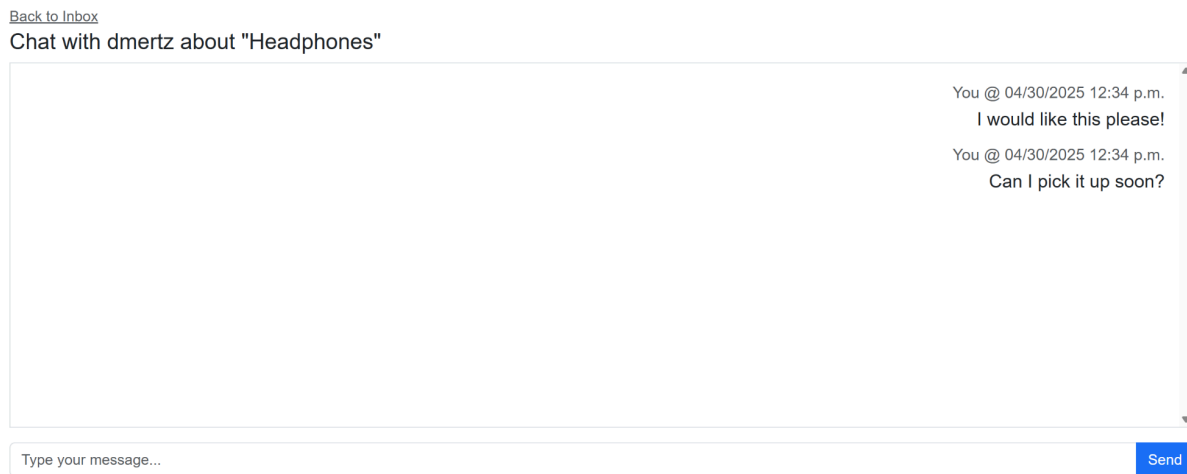 Back to Inbox
Chat with dmertz about "Headphones"
You @ 04/30/2025 12:34 p.m.
I would like this please!
You @ 04/30/2025 12:34 p.m.
Can I pick it up soon?
Type your message...
Send